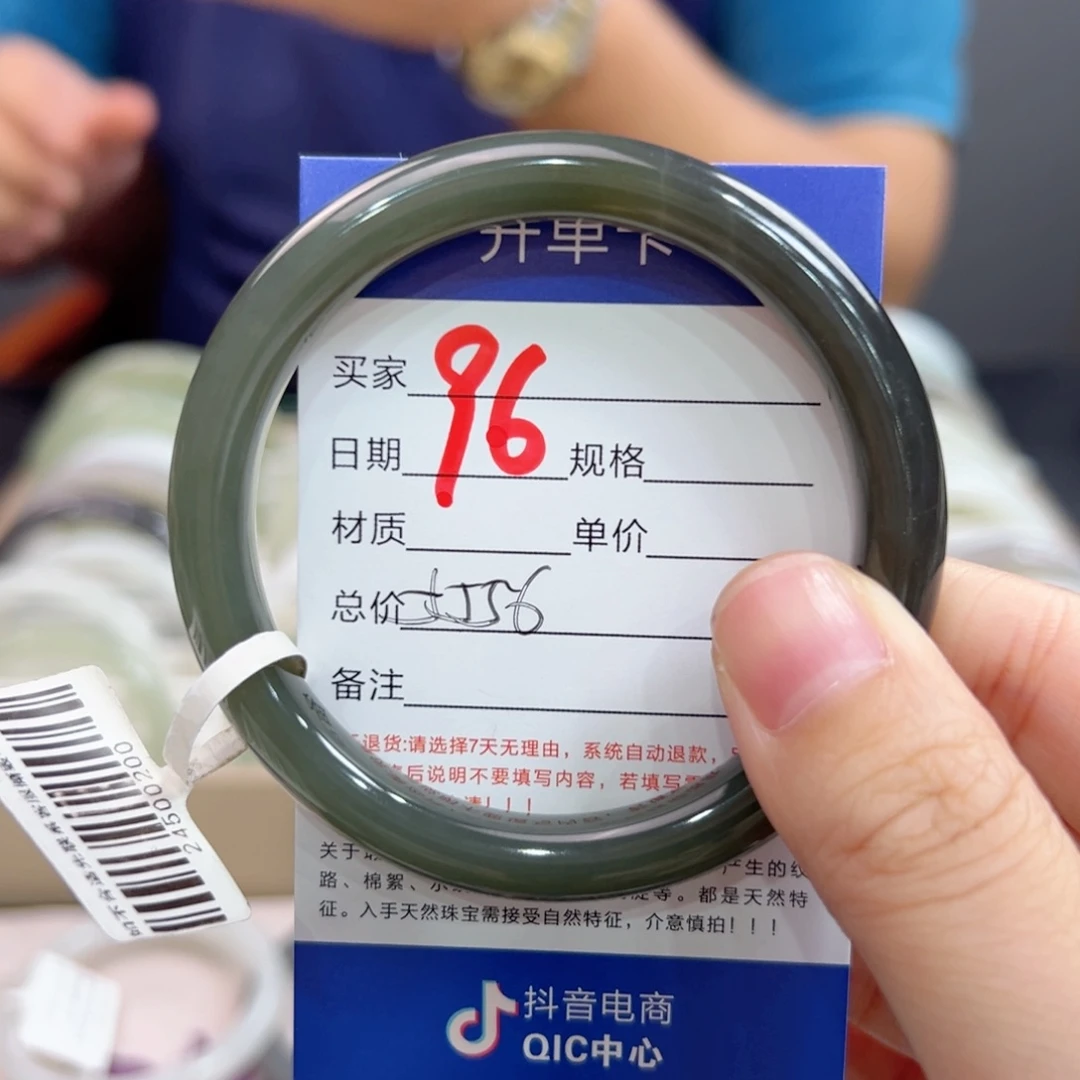 开单卡
买家 96
日期 规格
材质 单价
总价
备注
退货:请选择7天无理由，系统自动退款，
后说明不要填写内容，若填写
请！！！
关于
产生的纹
路、棉絮、
等。都是天然特
征。入手天然珠宝需接受自然特征，介意慎拍！！！
抖音电商
QIC中心
24500200